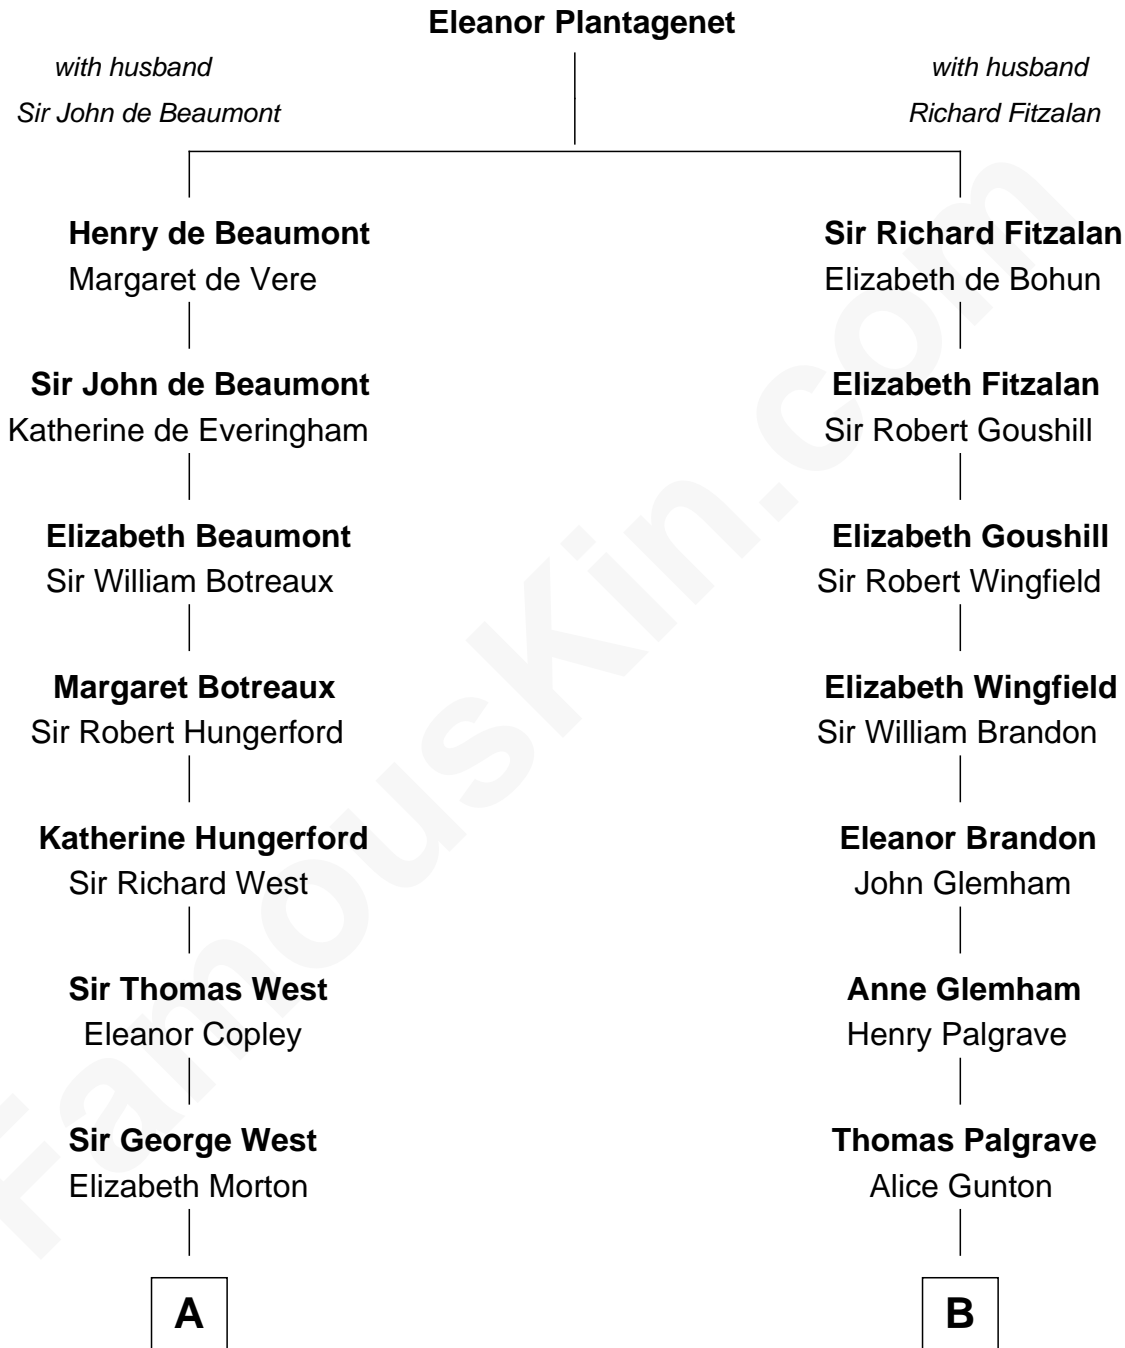 Eleanor Plantagenet
with husband
Sir John de Beaumont
with husband
Richard Fitzalan
Henry de Beaumont
Margaret de Vere
Sir Richard Fitzalan
Elizabeth de Bohun
Sir John de Beaumont
Katherine de Everingham
Elizabeth Fitzalan
Sir Robert Goushill
Elizabeth Beaumont
Sir William Botreaux
Elizabeth Goushill
Sir Robert Wingfield
Margaret Botreaux
Sir Robert Hungerford
Elizabeth Wingfield
Sir William Brandon
Katherine Hungerford
Sir Richard West
Eleanor Brandon
John Glemham
Sir Thomas West
Eleanor Copley
Anne Glemham
Henry Palgrave
Sir George West
Elizabeth Morton
Thomas Palgrave
Alice Gunton
A
B
FamousKin.com